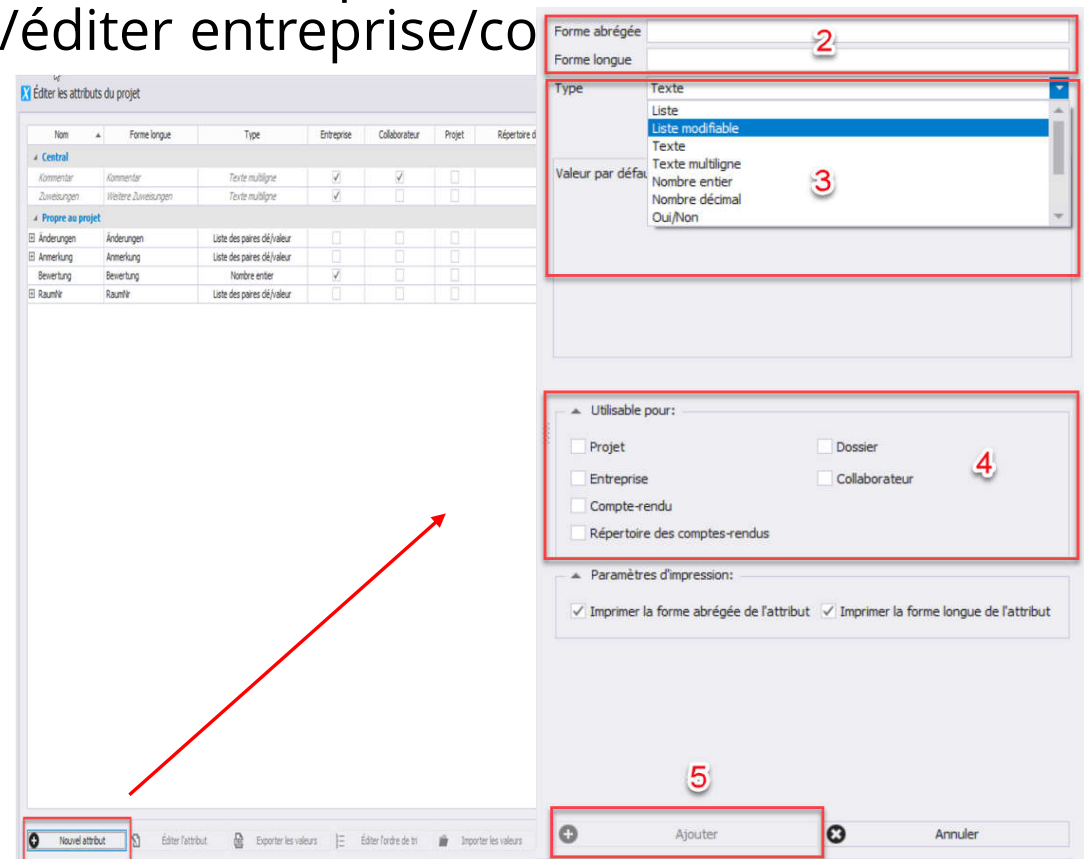 /éditer entreprise/co
Éditer les attributs du projet
Nom Forme longue Type Entreprise Collaborateur Projet Répertoire d
Central
Kommentar Kommentar Texte multiligne
Zuweisungen Weitere Zuweisungen Texte multiligne
Propre au projet
Änderungen Änderungen Liste des paires clé/valeur
Anmerkung Anmerkung Liste des paires clé/valeur
Bewertung Bewertung Nombre entier
RaumNr RaumNr Liste des paires clé/valeur
Nouvel attribut Éditer l'attribut Exporter les valeurs Éditer l'ordre de tri Importer les valeurs
Forme abrégée
2
Forme longue
Type Texte
Liste
Liste modifiable
Texte
Texte multiligne
Valeur par défau
Nombre entier
3
Nombre décimal
Oui/Non
Utilisable pour:
Projet Dossier
4
Entreprise Collaborateur
Compte-rendu
Répertoire des comptes-rendus
Paramètres d'impression:
Imprimer la forme abrégée de l'attribut Imprimer la forme longue de l'attribut
5
Ajouter Annuler